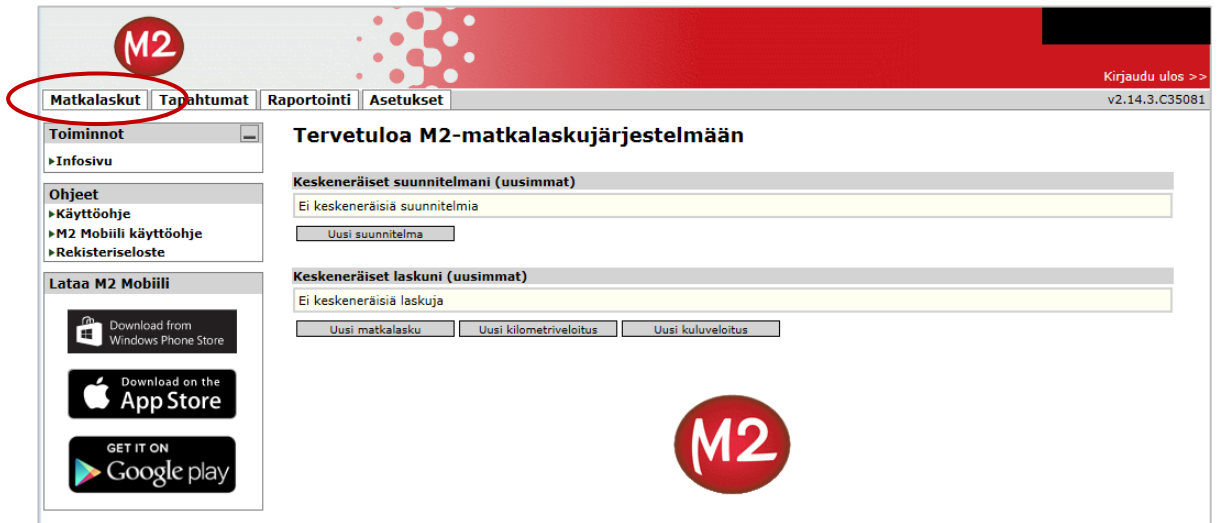 M2
Kirjaudu ulos >>
Matkalaskut Tapahtumat Raportointi Asetukset
v2.14.3.C35081
Toiminnot
Infosivu
Ohjeet
Käyttöohje
M2 Mobiili käyttöohje
Rekisteriseloste
Lataa M2 Mobiili
Download from
Windows Phone Store
Download on the
App Store
GET IT ON
Google play
Tervetuloa M2-matkalaskujärjestelmään
Keskeneräiset suunnitelmani (uusimmat)
Ei keskeneräisiä suunnitelmia
Uusi suunnitelma
Keskeneräiset laskuni (uusimmat)
Ei keskeneräisiä laskuja
Uusi matkalasku Uusi kilometriveloitus Uusi kuluveloitus
M2